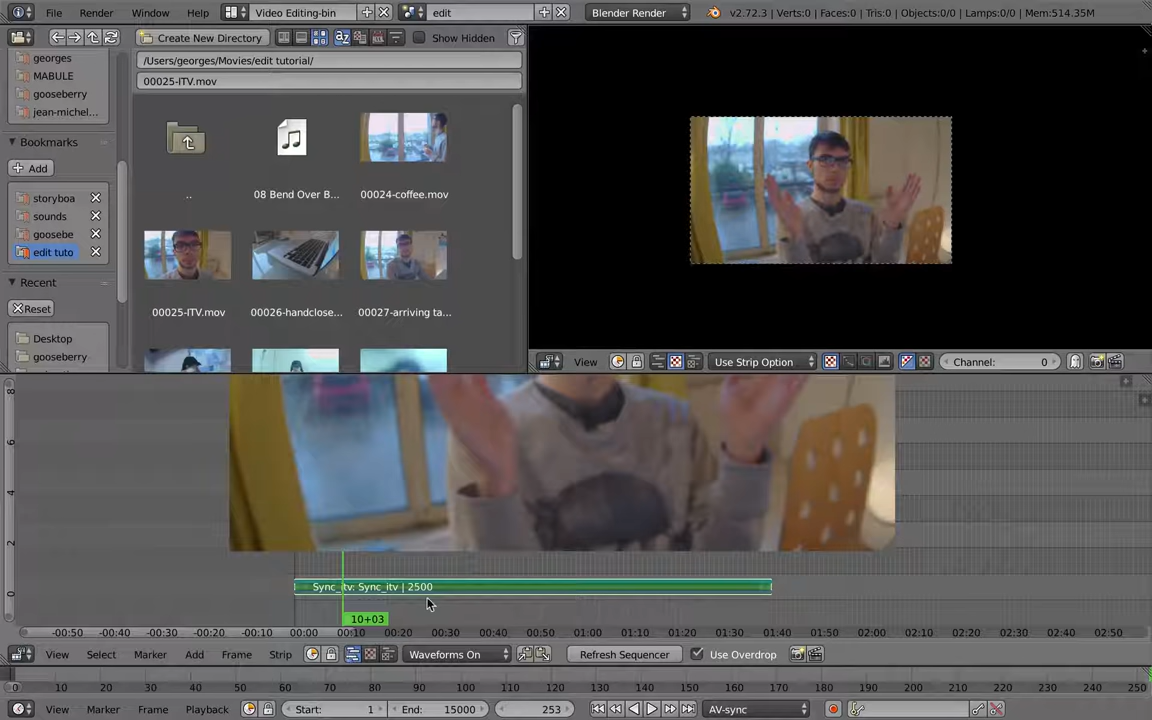 File Render Window Help Video Editing-bin edit Blender Render v2.72.3 | Verts:0 | Faces:0 | Tris:0 | Objects:0/0 | Lamps:0/0 | Mem:514.35M
Create New Directory Show Hidden
georges
MABULE
gooseberry
jean-michel...
Bookmarks
Add
storyboa
sounds
goosebe
edit tuto
Recent
Reset
Desktop
gooseberry
/Users/georges/Movies/edit tutorial/
00025-ITV.mov
..
08 Bend Over B...
00024-coffee.mov
00025-ITV.mov
00026-handclose...
00027-arriving ta...
View Use Strip Option Channel: 0
8
6
4
2
0
Sync_itv: Sync_itv | 2500
10+03
-00:50 -00:40 -00:30 -00:20 -00:10 00:00 00:10 00:20 00:30 00:40 00:50 01:00 01:10 01:20 01:30 01:40 01:50 02:00 02:10 02:20 02:30 02:40 02:50
View Select Marker Add Frame Strip Waveforms On Refresh Sequencer Use Overdrop
0 10 20 30 40 50 60 70 80 90 100 110 120 130 140 150 160 170 180 190 200 210 220 230 240 250
View Marker Frame Playback Start: 1 End: 15000 253 AV-sync